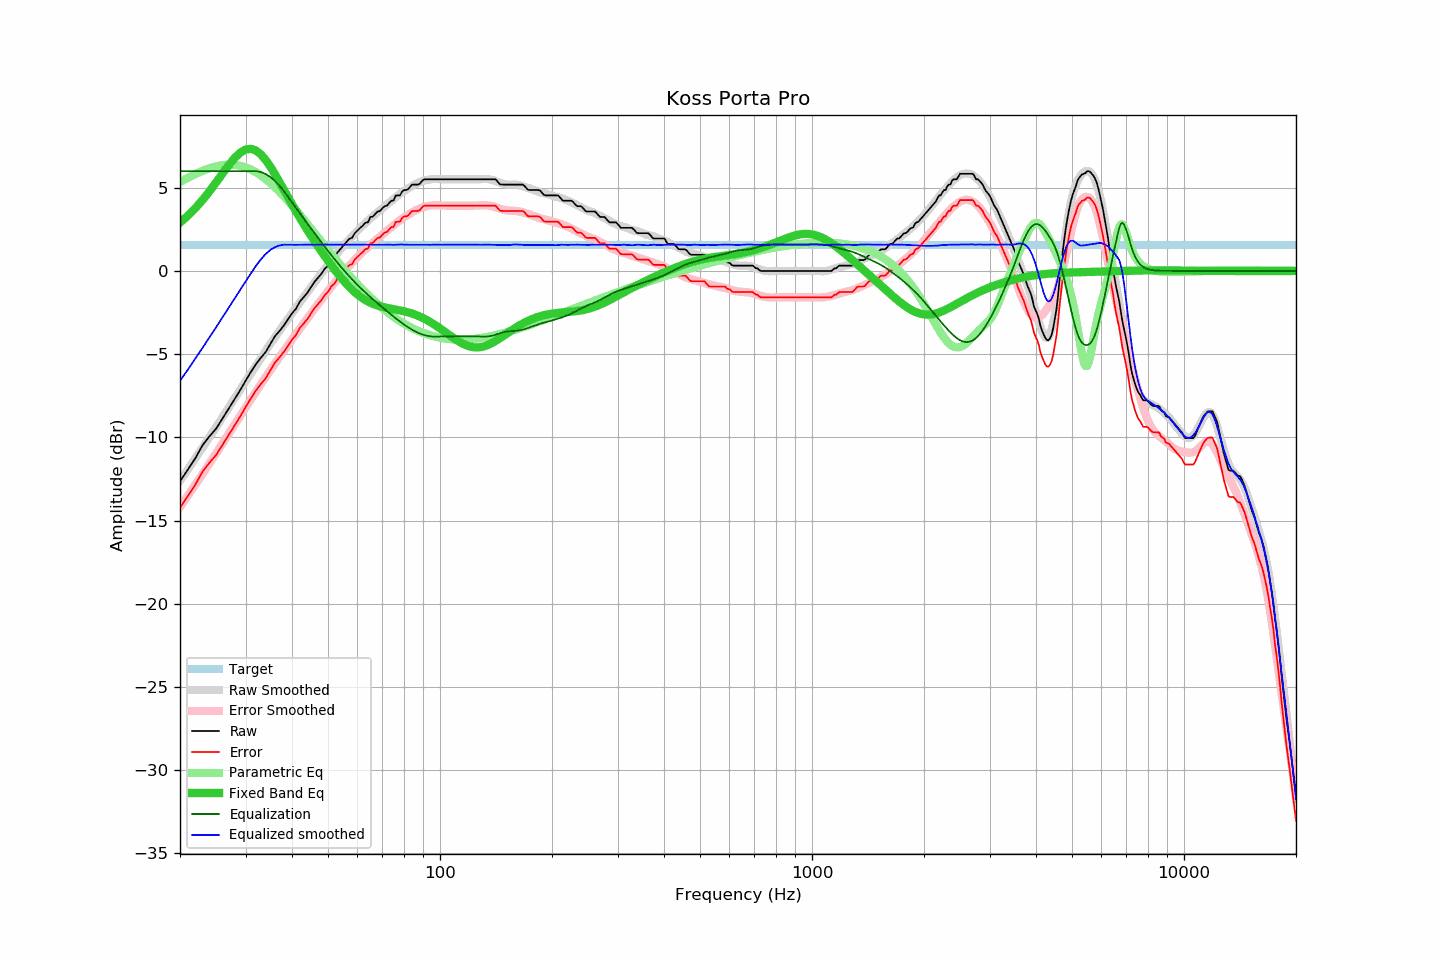 Koss Porta Pro
Amplitude (dBr)
5
0
−5
−10
−15
−20
−25
−30
−35
Target
Raw Smoothed
Error Smoothed
Raw
Error
Parametric Eq
Fixed Band Eq
Equalization
Equalized smoothed
100
1000
10000
Frequency (Hz)